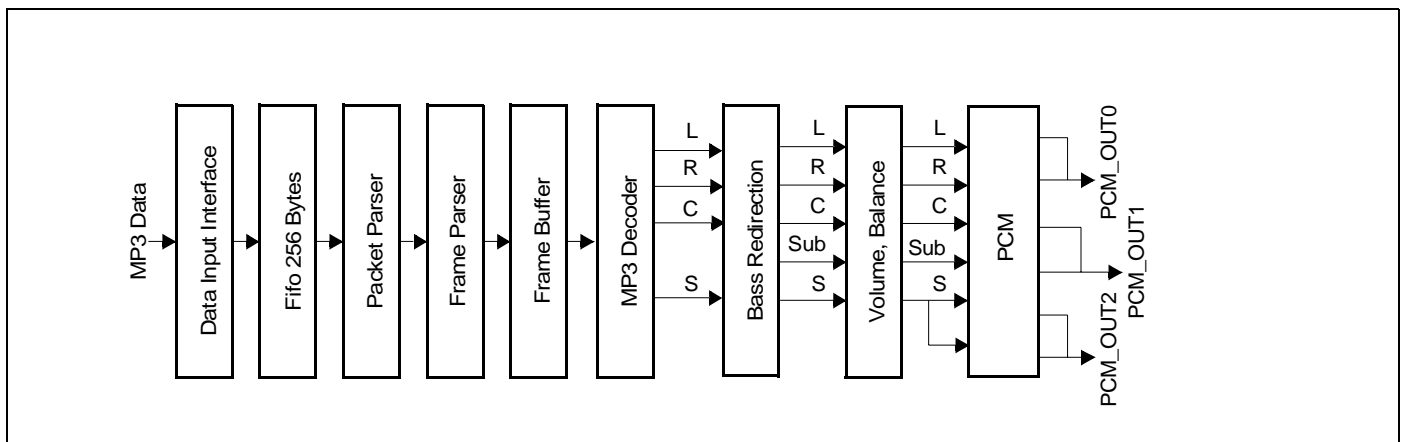 MP3 Data
Data Input Interface
Fifo 256 Bytes
Packet Parser
Frame Parser
Frame Buffer
MP3 Decoder
L
R
C
S
Bass Redirection
L
R
C
Sub
S
Volume, Balance
L
R
C
Sub
S
PCM
PCM_OUT0
PCM_OUT1
PCM_OUT2